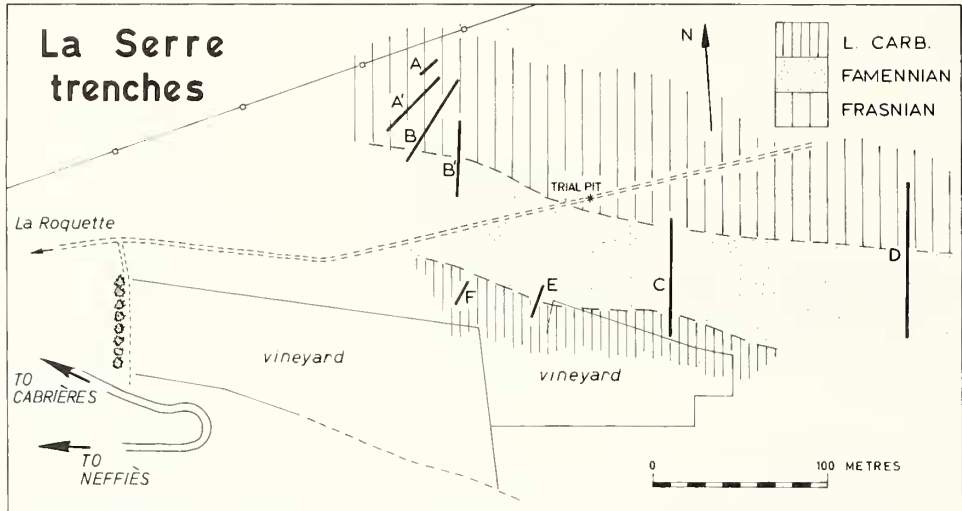 La Serre
trenches
N
L. CARB.
FAMENNIAN
FRASNIAN
A
A'
B
B'
TRIAL PIT
La Roquette
D
C
E
F
vineyard
vineyard
TO
CABRIÈRES
TO
NEFFIÈS
0 100 METRES